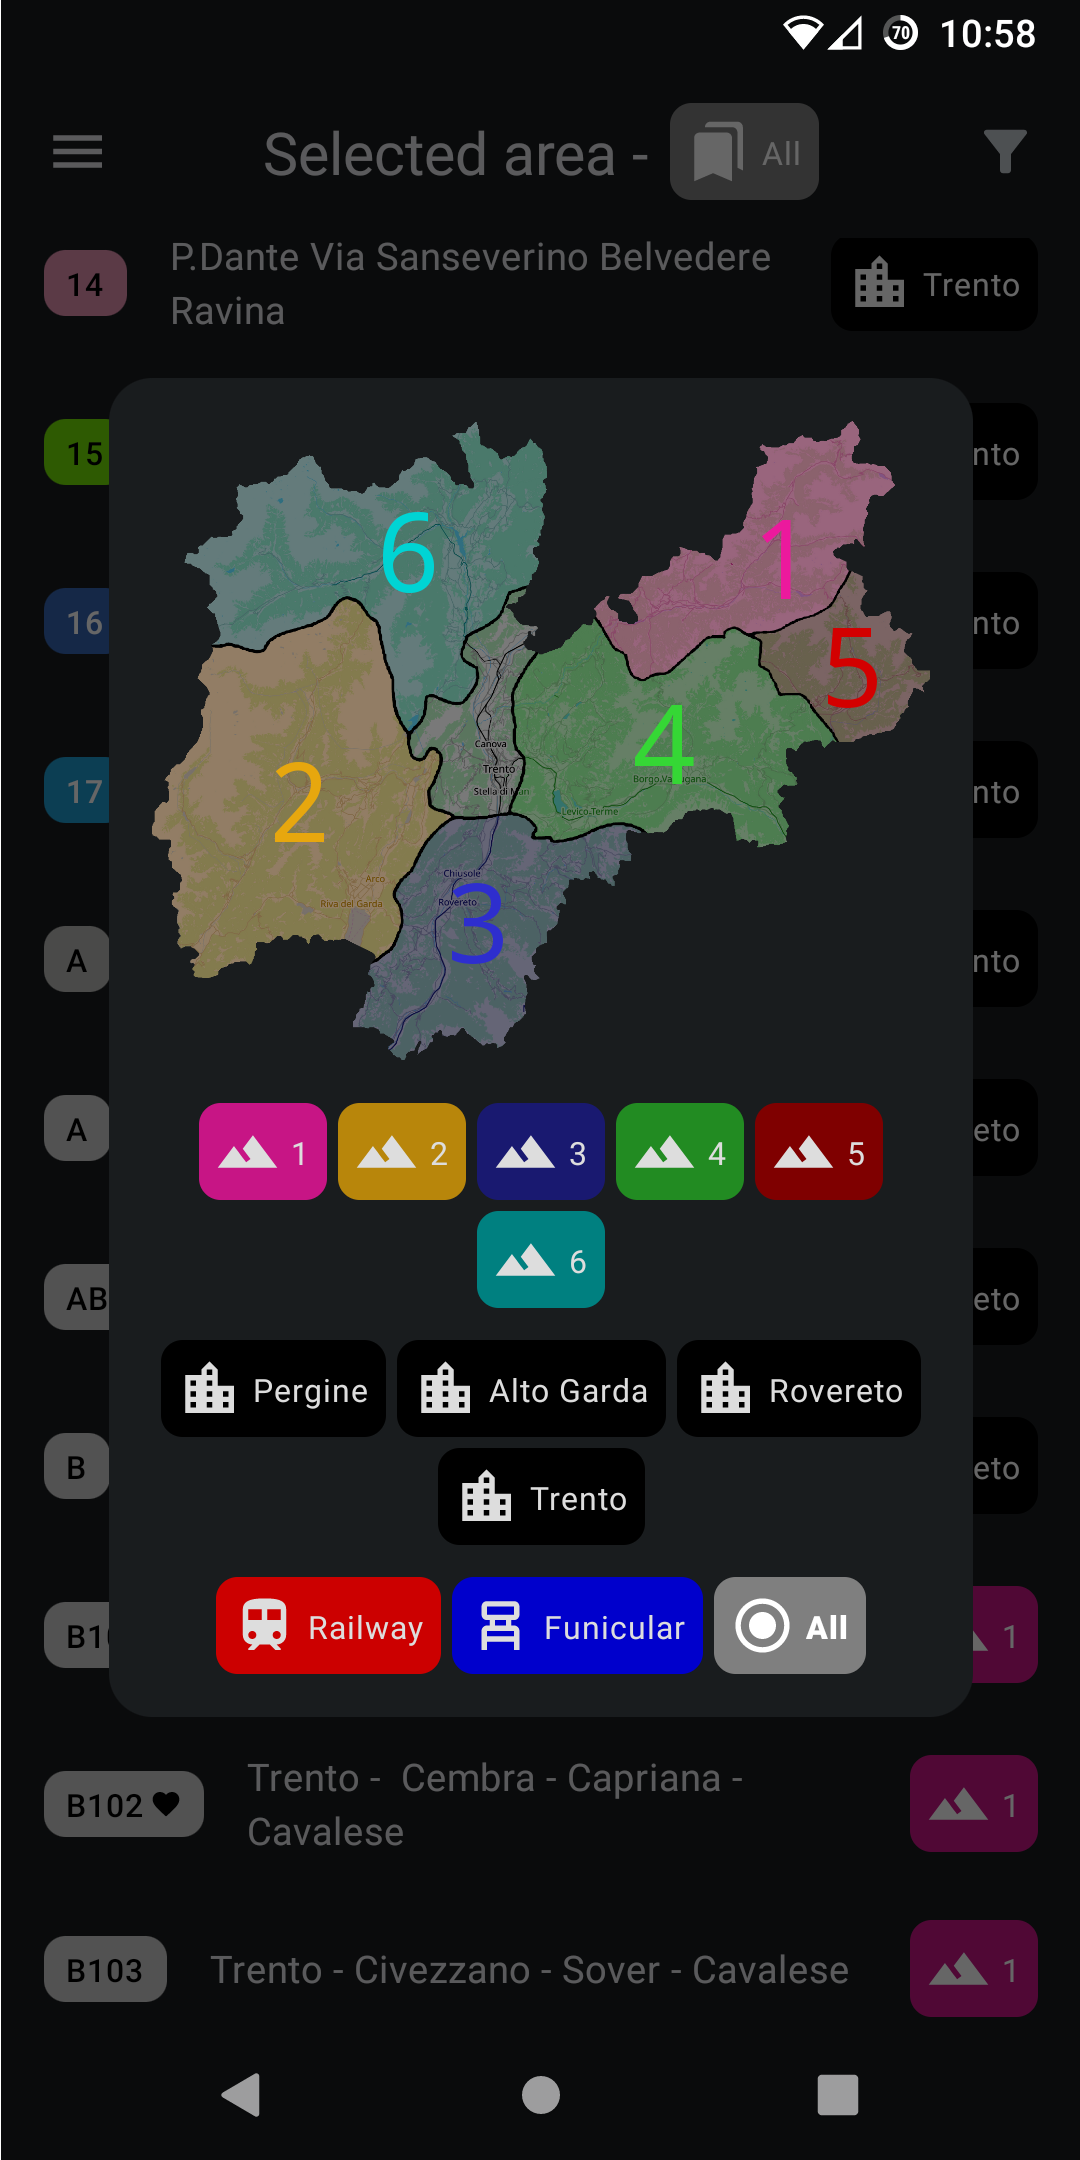 70 10:58
Selected area - All
14 P.Dante Via Sanseverino Belvedere
Ravina
Trento
15 nto
16 nto
17 nto
A nto
A eto
AB eto
B eto
B1 1
6
1
5
4
2
3
Canova
Trento
Borgo Valsugana
Levico Terme
Arco
Riva del Garda
Chiusole
Rovereto
1 2 3 4 5
6
Pergine Alto Garda Rovereto
Trento
Railway Funicular All
B102 Trento - Cembra - Capriana -
Cavalese
1
B103 Trento - Civezzano - Sover - Cavalese 1